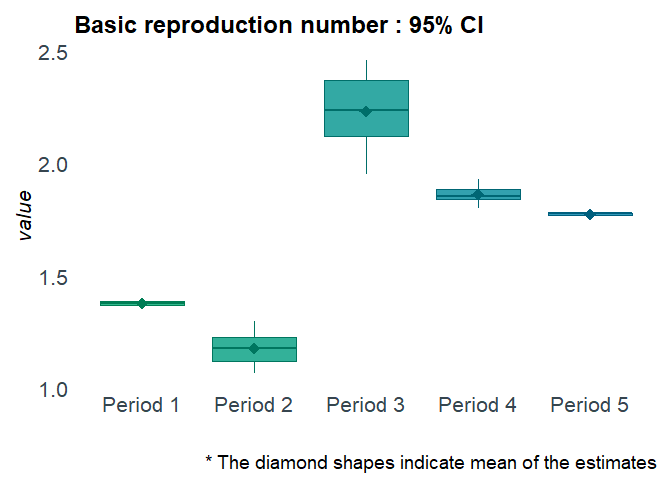 Basic reproduction number : 95% CI
2.5
2.0
1.5
1.0
value
Period 1 Period 2 Period 3 Period 4 Period 5
* The diamond shapes indicate mean of the estimates